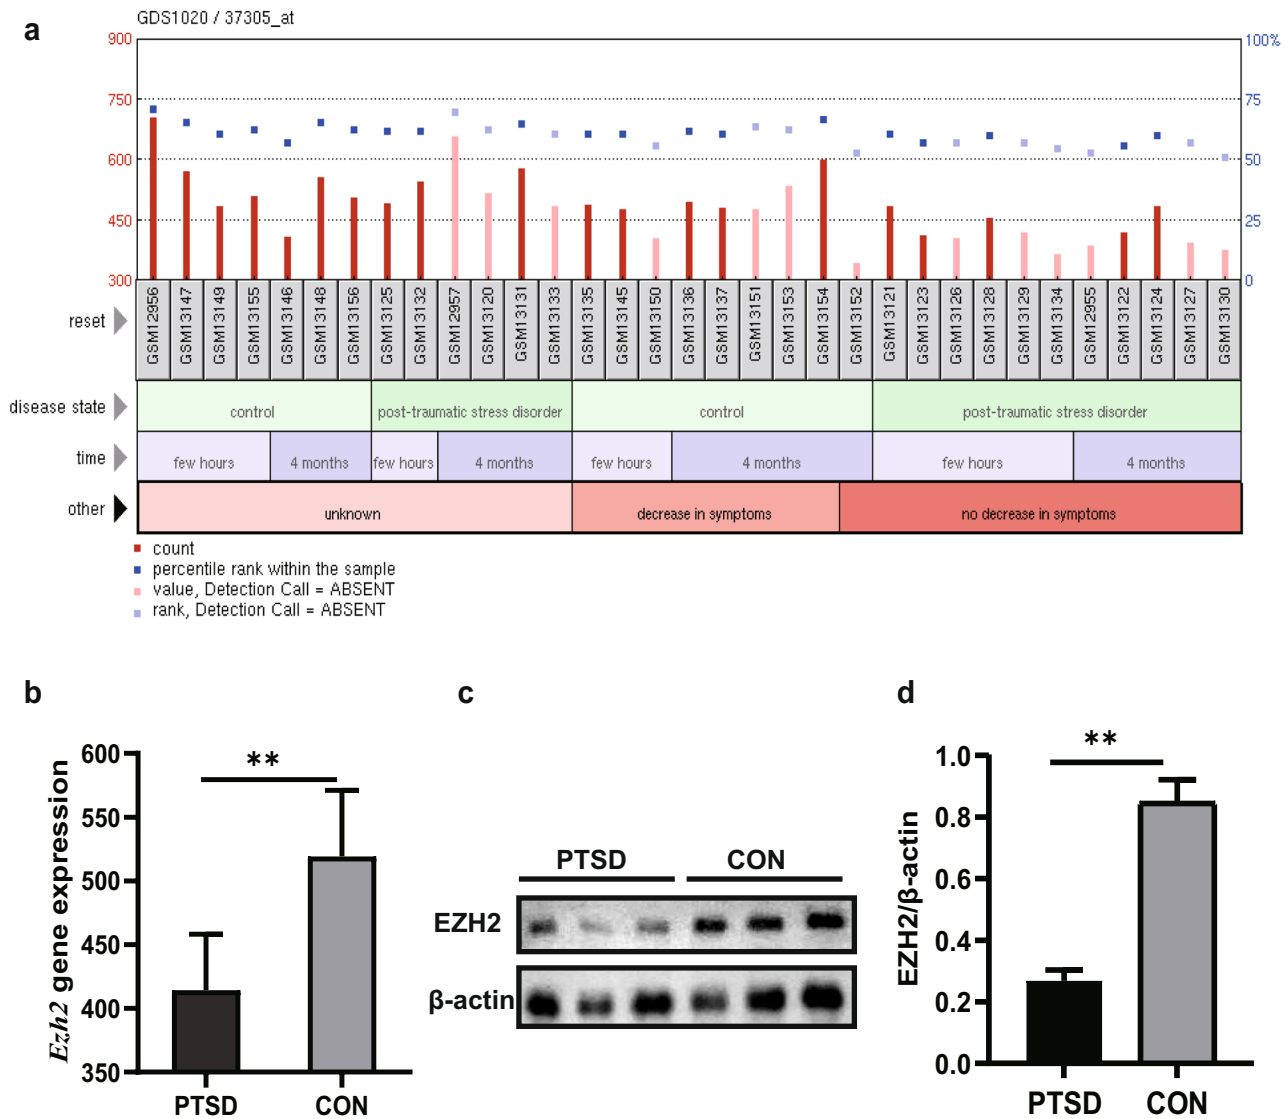 a
GDS1020 / 37305_at
900
750
600
450
300
100%
75
50
25
0
reset
GSM12956
GSM13147
GSM13149
GSM13155
GSM13146
GSM13148
GSM13156
GSM13125
GSM13132
GSM12957
GSM13120
GSM13131
GSM13133
GSM13135
GSM13145
GSM13150
GSM13136
GSM13137
GSM13151
GSM13153
GSM13154
GSM13152
GSM13121
GSM13123
GSM13126
GSM13128
GSM13129
GSM13134
GSM12955
GSM13122
GSM13124
GSM13127
GSM13130
disease state
control
post-traumatic stress disorder
control
post-traumatic stress disorder
time
few hours
4 months
few hours
4 months
few hours
4 months
few hours
4 months
other
unknown
decrease in symptoms
no decrease in symptoms
count
percentile rank within the sample
value, Detection Call = ABSENT
rank, Detection Call = ABSENT
b
Ezh2 gene expression
600
550
500
450
400
350
**
PTSD
CON
c
PTSD
CON
EZH2
β-actin
d
EZH2/β-actin
1.0
0.8
0.6
0.4
0.2
0.0
**
PTSD
CON